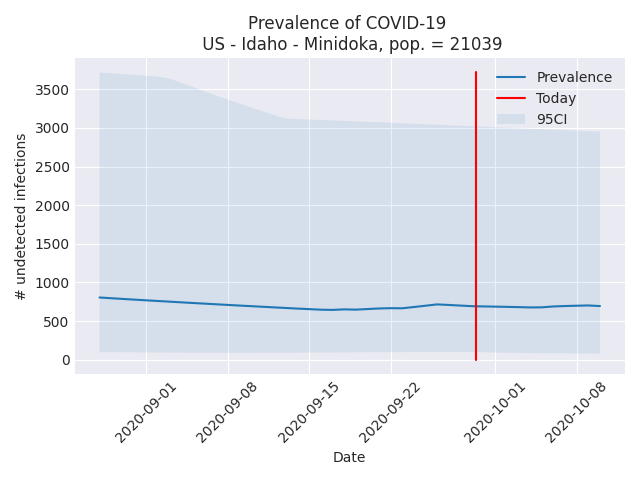 Prevalence of COVID-19
US - Idaho - Minidoka, pop. = 21039
Prevalence
Today
95CI
# undetected infections
3500
3000
2500
2000
1500
1000
500
0
2020-09-01
2020-09-08
2020-09-15
2020-09-22
2020-10-01
2020-10-08
Date